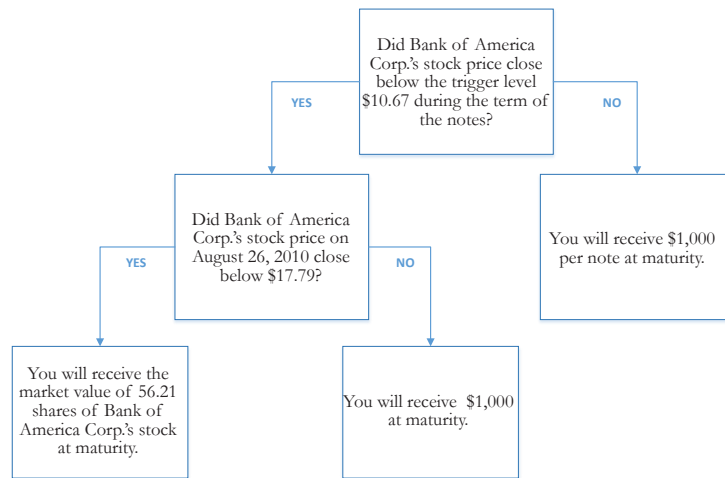 Did Bank of America
Corp.'s stock price close
below the trigger level
$10.67 during the term of
the notes?
YES
NO
Did Bank of America
Corp.'s stock price on
August 26, 2010 close
below $17.79?
You will receive $1,000
per note at maturity.
YES
NO
You will receive the
market value of 56.21
shares of Bank of
America Corp.'s stock
at maturity.
You will receive $1,000
at maturity.